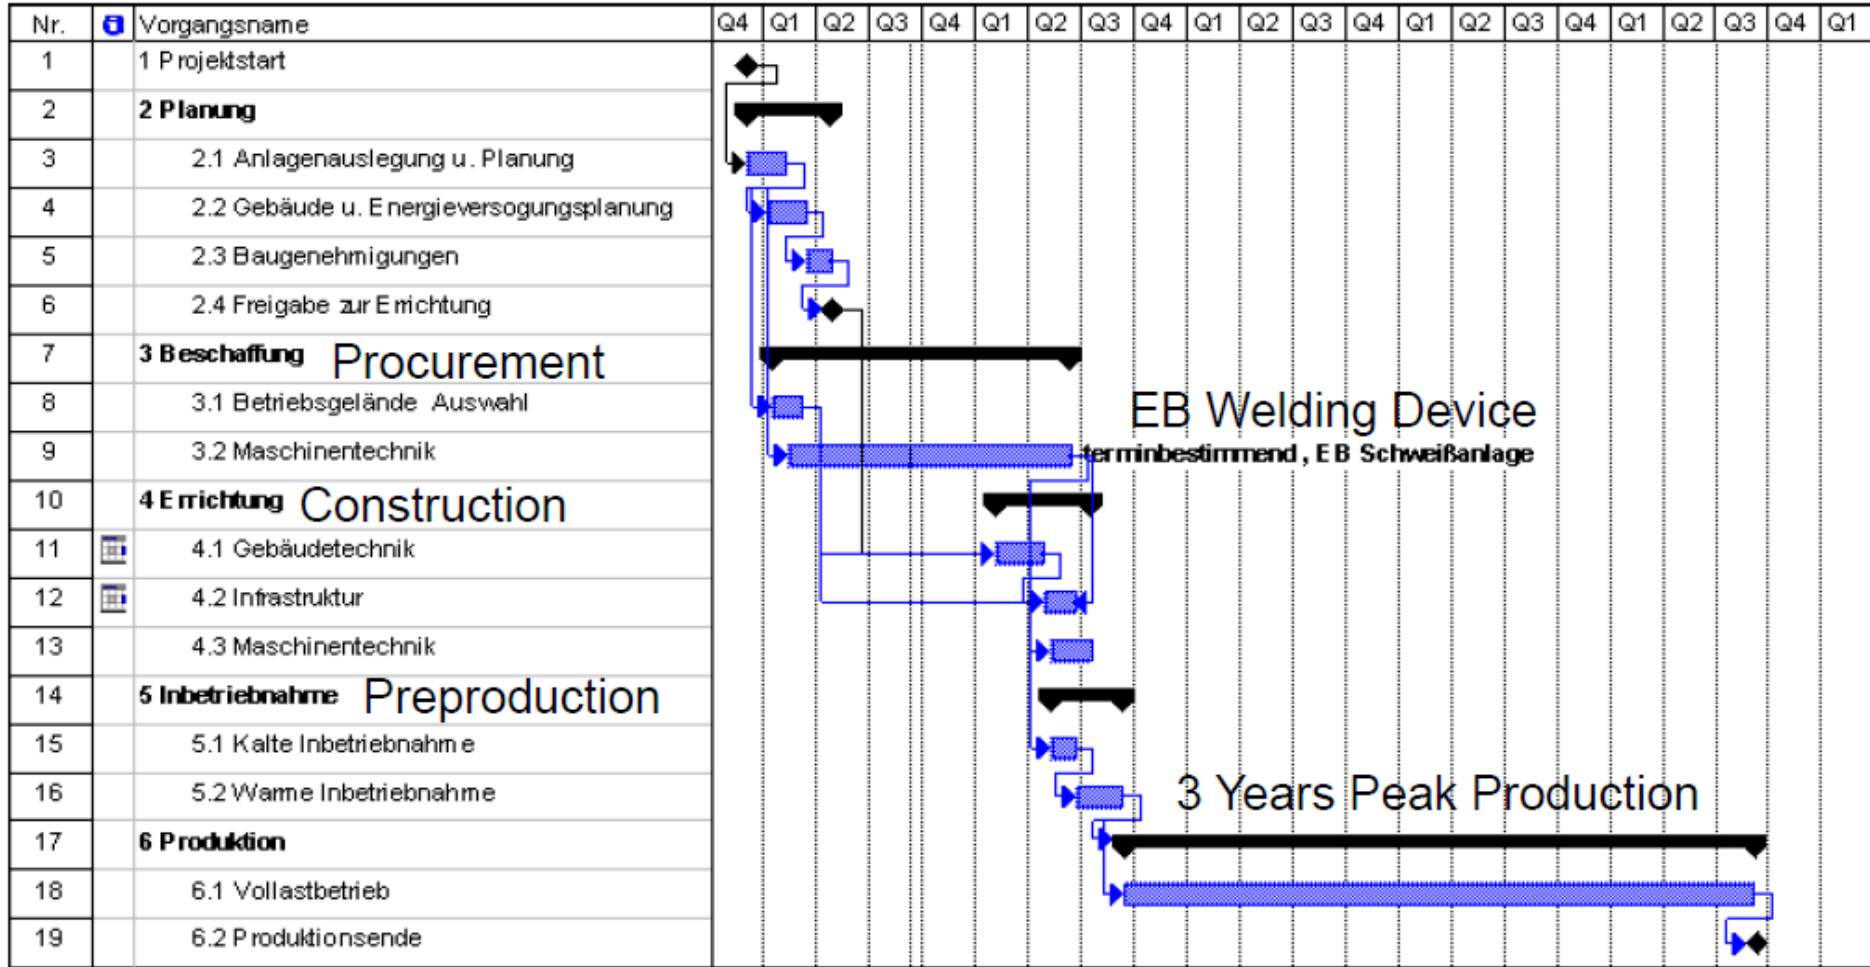 Nr. Vorgangsname Q4 Q1 Q2 Q3 Q4 Q1 Q2 Q3 Q4 Q1 Q2 Q3 Q4 Q1 Q2 Q3 Q4 Q1 Q2 Q3 Q4 Q1
1 1 Projektstart
2 2 Planung
3 2.1 Anlagenauslegung u. Planung
4 2.2 Gebäude u. Energieversogungsplanung
5 2.3 Baugenehmigungen
6 2.4 Freigabe zur Errichtung
7 3 Beschaffung Procurement
8 3.1 Betriebsgelände Auswahl EB Welding Device
9 3.2 Maschinentechnik terminbestimmend, EB Schweißanlage
10 4 Errichtung Construction
11 4.1 Gebäudetechnik
12 4.2 Infrastruktur
13 4.3 Maschinentechnik
14 5 Inbetriebnahme Preproduction
15 5.1 Kalte Inbetriebnahme
16 5.2 Warme Inbetriebnahme 3 Years Peak Production
17 6 Produktion
18 6.1 Vollastbetrieb
19 6.2 Produktionsende